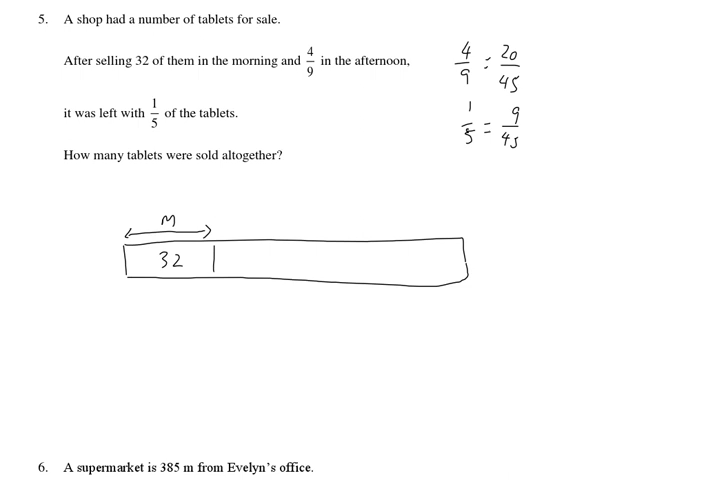 5. A shop had a number of tablets for sale.
After selling 32 of them in the morning and 4/9 in the afternoon,
it was left with 1/5 of the tablets.
How many tablets were sold altogether?
4/9 = 20/45
1/5 = 9/45
M
32
6. A supermarket is 385 m from Evelyn's office.